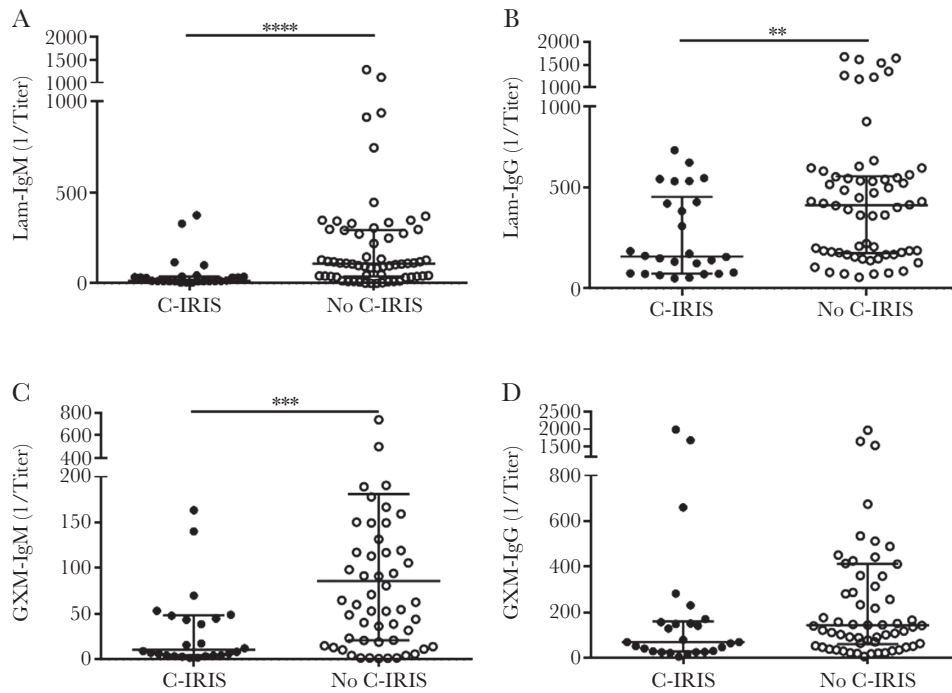 A
Lam-IgM (1/Titer)
2000
1500
1000
1000
500
0
****
C-IRIS
No C-IRIS
B
Lam-IgG (1/Titer)
2000
1500
1000
1000
500
0
**
C-IRIS
No C-IRIS
C
GXM-IgM (1/Titer)
800
600
400
200
150
100
50
0
***
C-IRIS
No C-IRIS
D
GXM-IgG (1/Titer)
2500
2000
1500
1000
800
600
400
200
0
C-IRIS
No C-IRIS